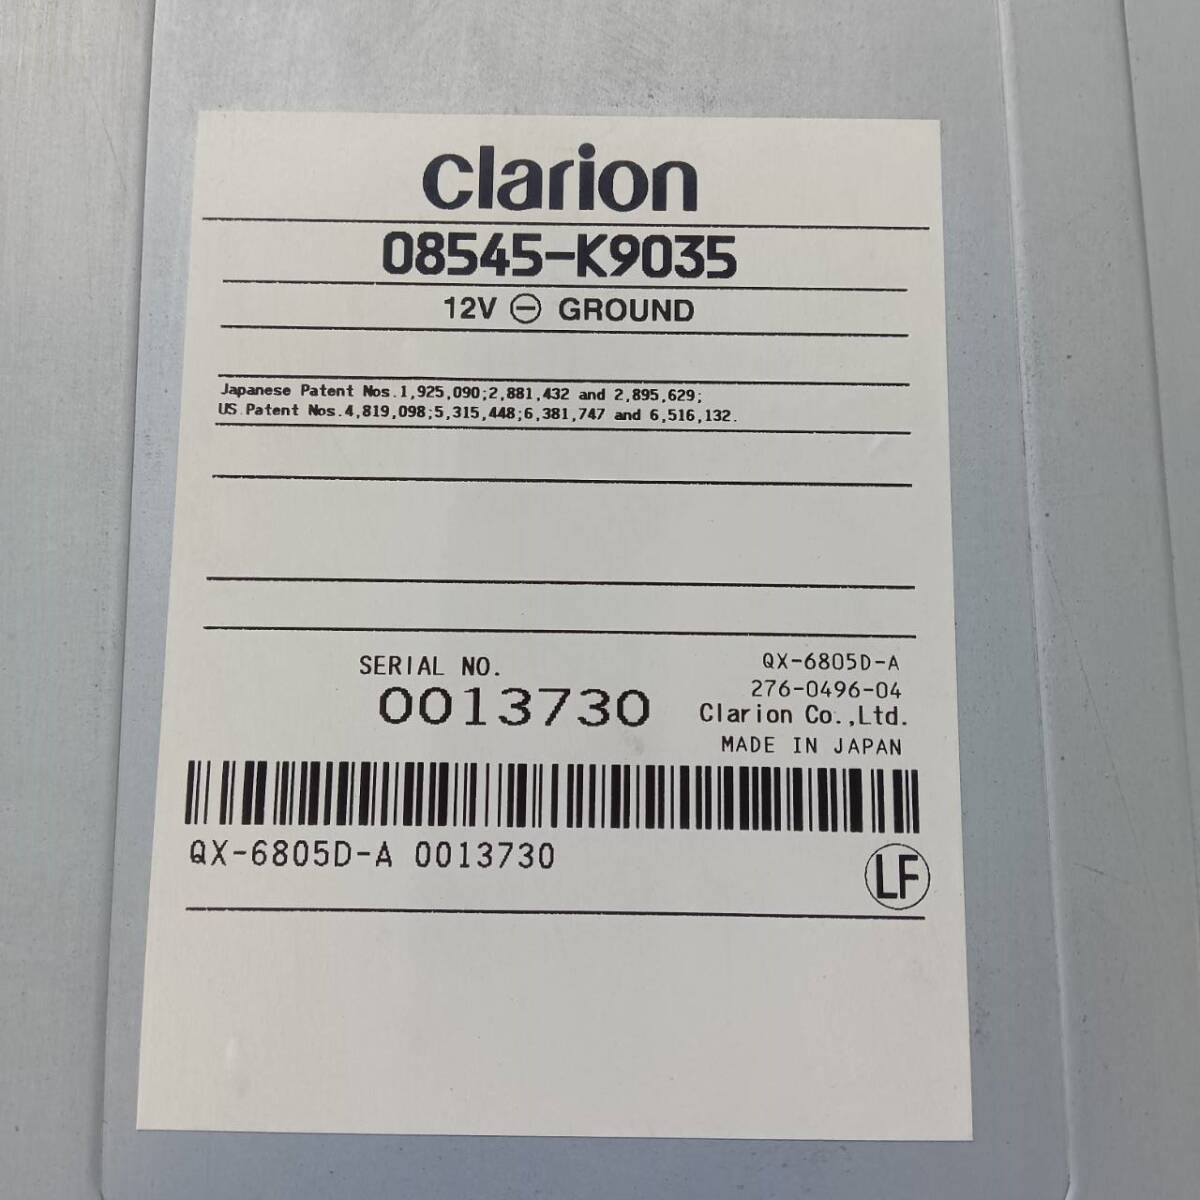 clarion
08545-K9035
12V ⊖ GROUND
Japanese Patent Nos.1,925,090;2,881,432 and 2,895,629;
US Patent Nos.4,819,098;5,315,448;6,381,747 and 6,516,132.
SERIAL NO.
0013730
QX-6805D-A
276-0496-04
Clarion Co.,Ltd.
MADE IN JAPAN
QX-6805D-A 0013730
LF